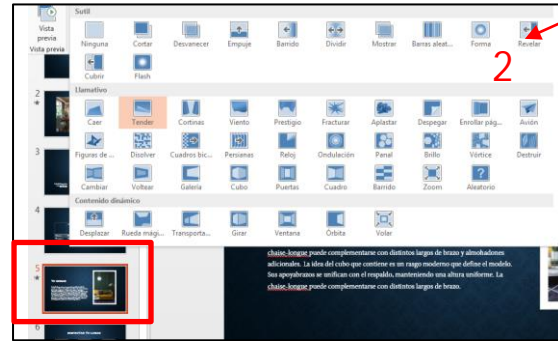 Vista
previa
Vista previa
Sutil
Ninguna Cortar Desvanecer Empuje Barrido Dividir Mostrar Barras aleat... Forma Revelar
Cubrir Flash
2
Llamativo
Caer Tender Cortinas Viento Prestigio Fracturar Aplastar Despegar Enrollar pág... Avión
Figuras de ... Disolver Cuadros bic... Persianas Reloj Ondulación Panal Brillo Vórtice Destruir
Cambiar Voltear Galería Cubo Puertas Cuadro Barrido Zoom Aleatorio
Contenido dinámico
Desplazar Rueda mági... Transporta... Girar Ventana Órbita Volar
2
3
4
5
6
chaise-longue puede complementarse con distintos largos de brazo y almohadones
adicionales. La idea del cubo que contiene es un rasgo moderno que define el modelo.
Sus apoyabrazos se unifican con el respaldo, manteniendo una altura uniforme. La
chaise-longue puede complementarse con distintos largos de brazo.